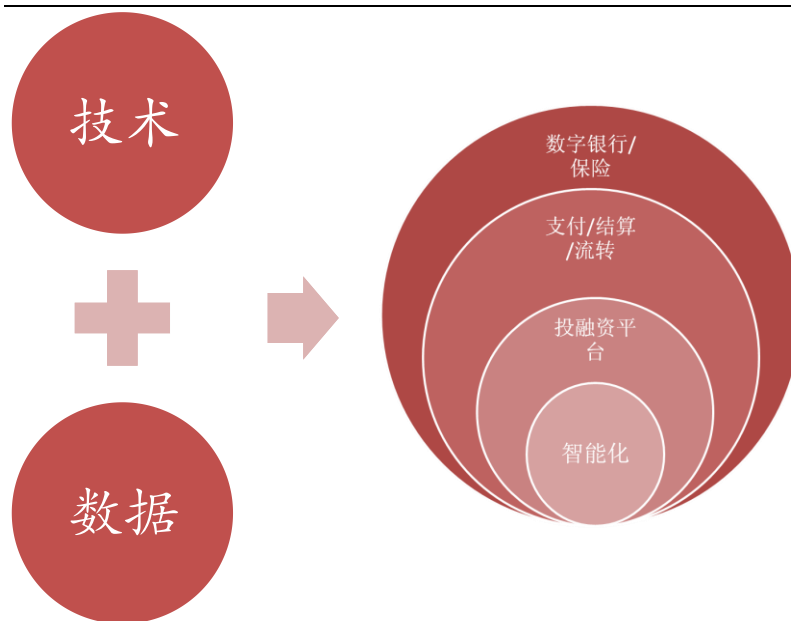 技术
数据
数字银行/
保险
支付/结算
/流转
投融资平
台
智能化